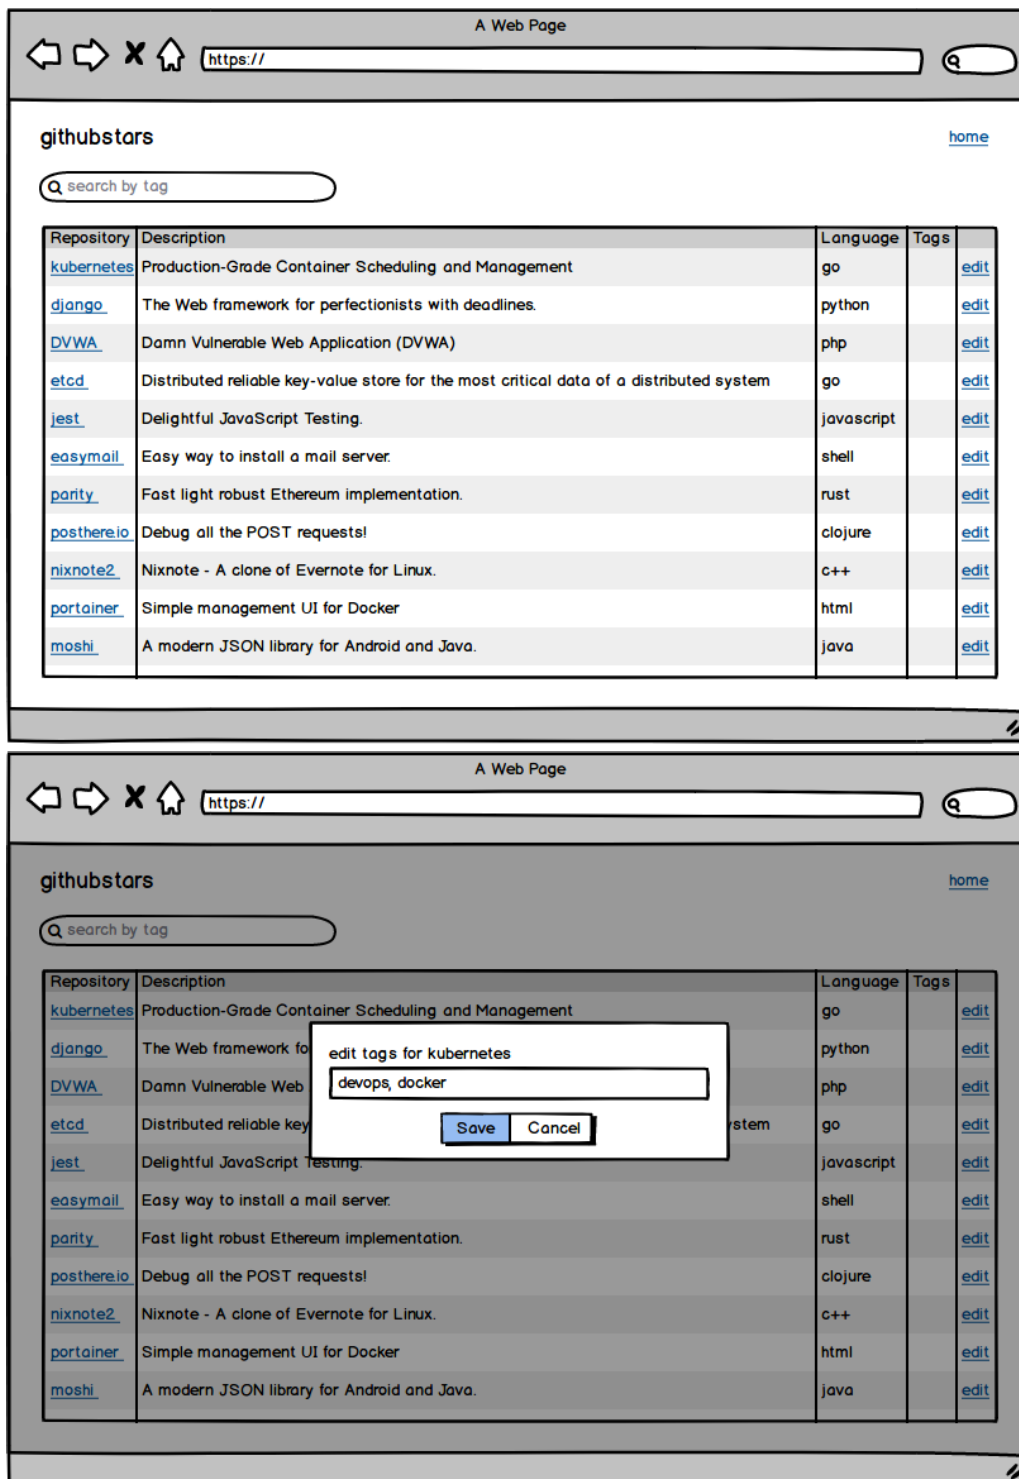 A Web Page
https://
githubstars home
search by tag
Repository Description Language Tags
kubernetes Production-Grade Container Scheduling and Management go edit
django The Web framework for perfectionists with deadlines. python edit
DVWA Damn Vulnerable Web Application (DVWA) php edit
etcd Distributed reliable key-value store for the most critical data of a distributed system go edit
jest Delightful JavaScript Testing. javascript edit
easymail Easy way to install a mail server. shell edit
parity Fast light robust Ethereum implementation. rust edit
posthere.io Debug all the POST requests! clojure edit
nixnote2 Nixnote - A clone of Evernote for Linux. c++ edit
portainer Simple management UI for Docker html edit
moshi A modern JSON library for Android and Java. java edit
A Web Page
https://
githubstars home
search by tag
Repository Description Language Tags
kubernetes Production-Grade Container Scheduling and Management go edit
django The Web framework fo python edit
DVWA Damn Vulnerable Web php edit
etcd Distributed reliable key stem go edit
edit tags for kubernetes
devops, docker
Save Cancel
jest Delightful JavaScript Testing. javascript edit
easymail Easy way to install a mail server. shell edit
parity Fast light robust Ethereum implementation. rust edit
posthere.io Debug all the POST requests! clojure edit
nixnote2 Nixnote - A clone of Evernote for Linux. c++ edit
portainer Simple management UI for Docker html edit
moshi A modern JSON library for Android and Java. java edit